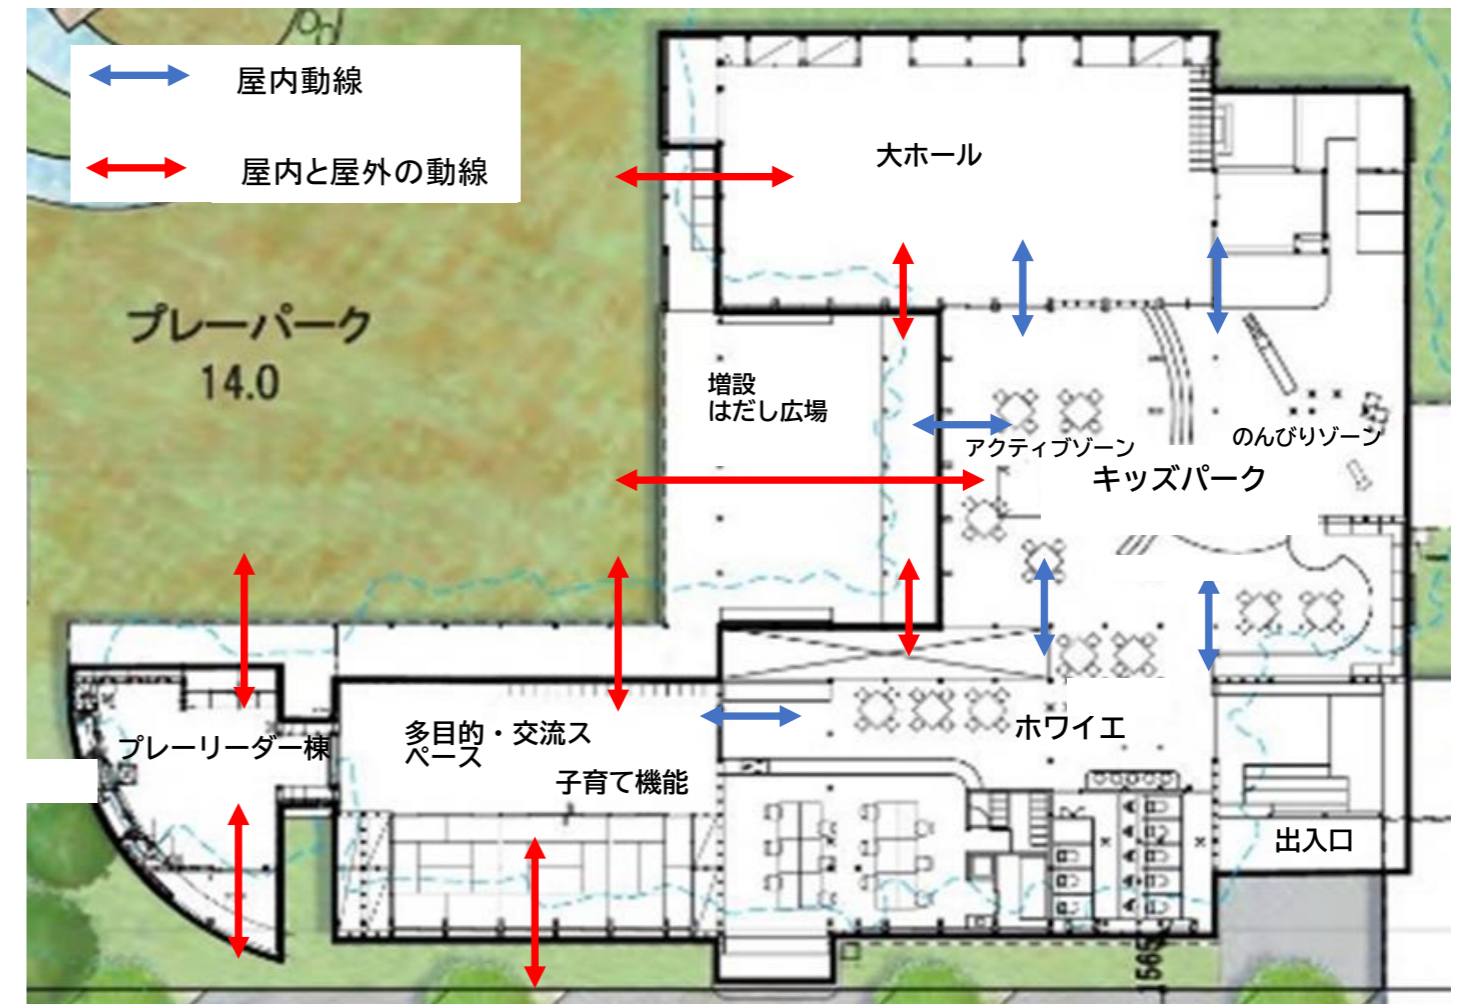 屋内動線
屋内と屋外の動線
大ホール
プレーパーク
14.0
増設
はだし広場
アクティブゾーン
のんびりゾーン
キッズパーク
プレーリーダー棟
多目的・交流ス
ペース
子育て機能
ホワイエ
出入口